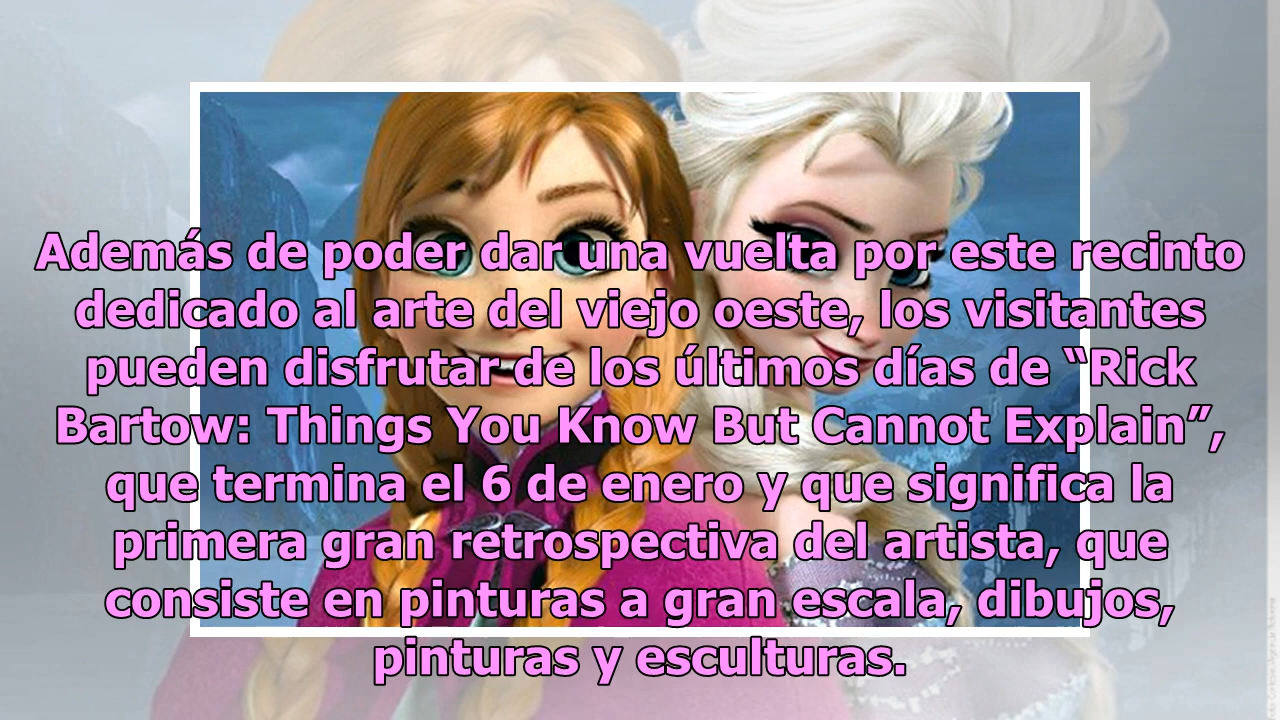 Además de poder dar una vuelta por este recinto
dedicado al arte del viejo oeste, los visitantes
pueden disfrutar de los últimos días de “Rick
Bartow: Things You Know But Cannot Explain”,
que termina el 6 de enero y que significa la
primera gran retrospectiva del artista, que
consiste en pinturas a gran escala, dibujos,
pinturas y esculturas.